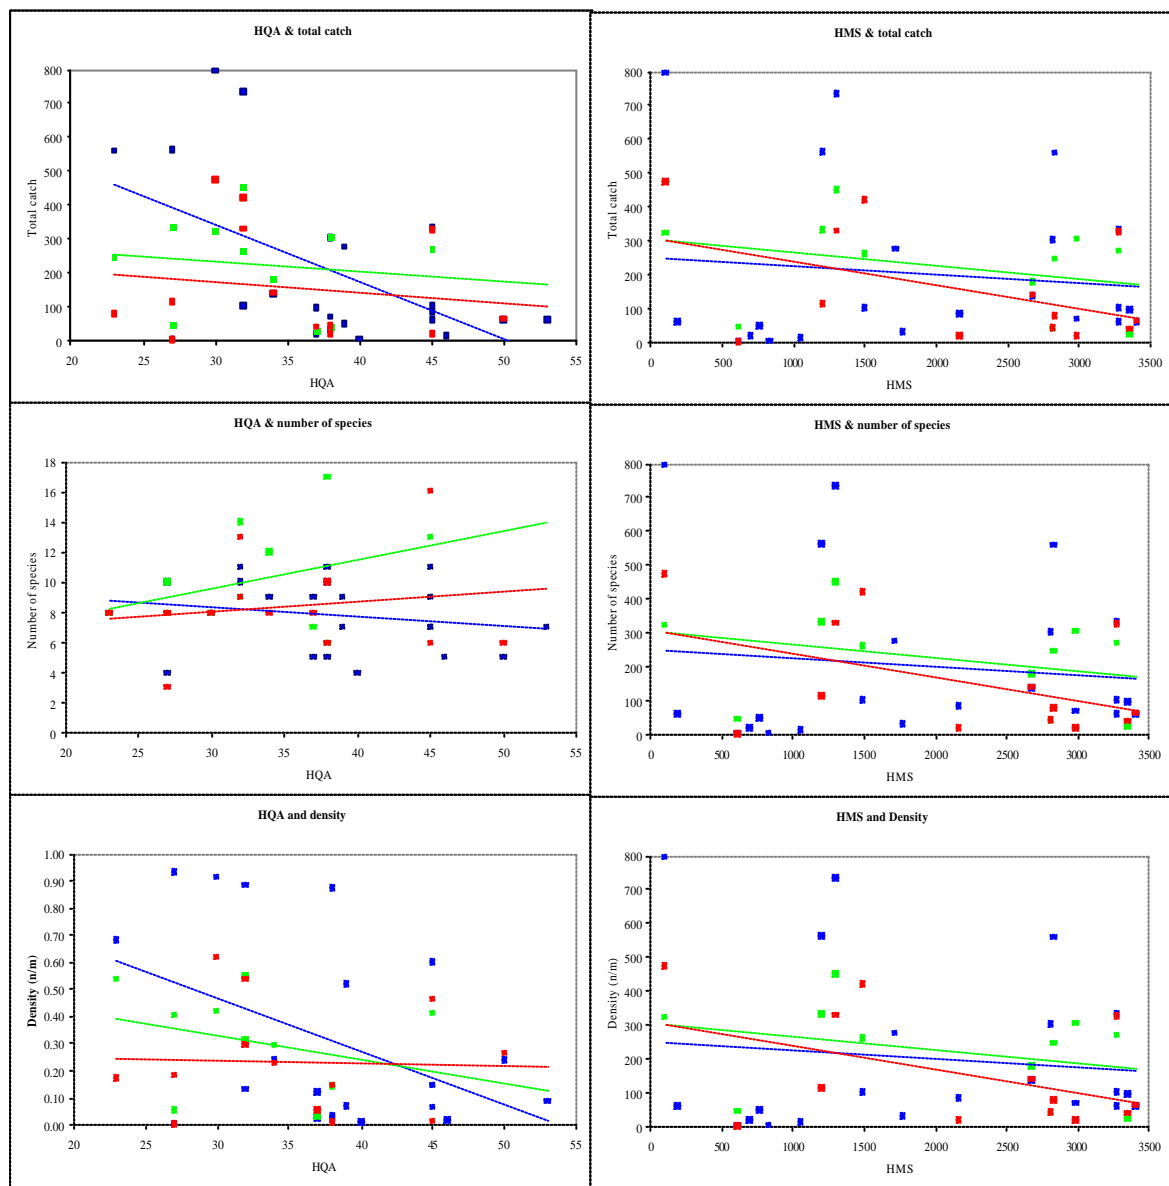 HQA & total catch
800
700
600
500
400
300
200
100
0
Total catch
20 25 30 35 40 45 50 55
HQA
HMS & total catch
800
700
600
500
400
300
200
100
0
Total catch
0 500 1000 1500 2000 2500 3000 3500
HMS
HQA & number of species
18
16
14
12
10
8
6
4
2
0
Number of species
20 25 30 35 40 45 50 55
HQA
HMS & number of species
800
700
600
500
400
300
200
100
0
Number of species
0 500 1000 1500 2000 2500 3000 3500
HMS
HQA and density
1.00
0.90
0.80
0.70
0.60
0.50
0.40
0.30
0.20
0.10
0.00
Density (n/m)
20 25 30 35 40 45 50 55
HQA
HMS and Density
800
700
600
500
400
300
200
100
0
Density (n/m)
0 500 1000 1500 2000 2500 3000 3500
HMS